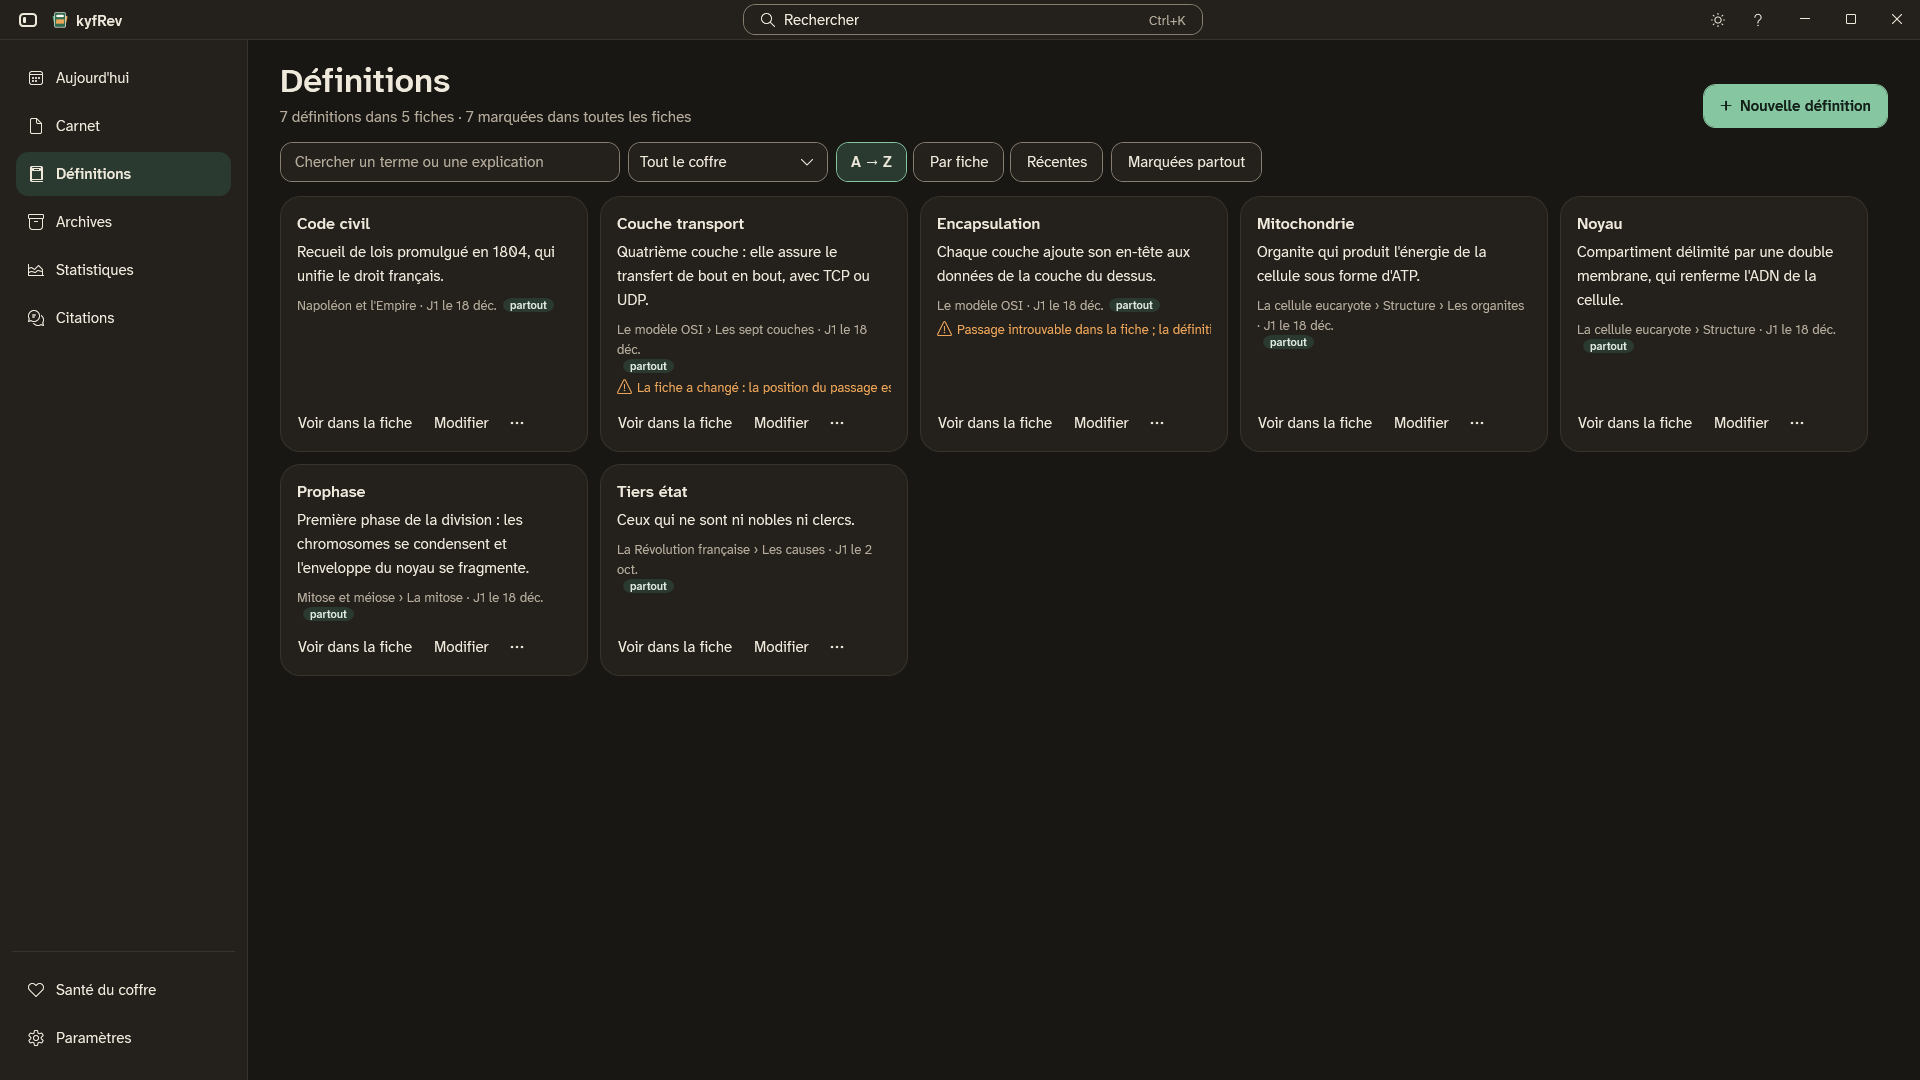 kyfRev
Rechercher
Ctrl+K
?
Aujourd'hui
Carnet
Définitions
Archives
Statistiques
Citations
Santé du coffre
Paramètres
Définitions
7 définitions dans 5 fiches · 7 marquées dans toutes les fiches
+ Nouvelle définition
Chercher un terme ou une explication
Tout le coffre
A → Z
Par fiche
Récentes
Marquées partout
Code civil
Recueil de lois promulgué en 1804, qui
unifie le droit français.
Napoléon et l'Empire · J1 le 18 déc. partout
Voir dans la fiche Modifier ···
Couche transport
Quatrième couche : elle assure le
transfert de bout en bout, avec TCP ou
UDP.
Le modèle OSI › Les sept couches · J1 le 18
déc.
partout
La fiche a changé : la position du passage es
Voir dans la fiche Modifier ···
Encapsulation
Chaque couche ajoute son en-tête aux
données de la couche du dessus.
Le modèle OSI · J1 le 18 déc. partout
Passage introuvable dans la fiche ; la définiti
Voir dans la fiche Modifier ···
Mitochondrie
Organite qui produit l'énergie de la
cellule sous forme d'ATP.
La cellule eucaryote › Structure › Les organites
· J1 le 18 déc.
partout
Voir dans la fiche Modifier ···
Noyau
Compartiment délimité par une double
membrane, qui renferme l'ADN de la
cellule.
La cellule eucaryote › Structure · J1 le 18 déc.
partout
Voir dans la fiche Modifier ···
Prophase
Première phase de la division : les
chromosomes se condensent et
l'enveloppe du noyau se fragmente.
Mitose et méiose › La mitose · J1 le 18 déc.
partout
Voir dans la fiche Modifier ···
Tiers état
Ceux qui ne sont ni nobles ni clercs.
La Révolution française › Les causes · J1 le 2
oct.
partout
Voir dans la fiche Modifier ···